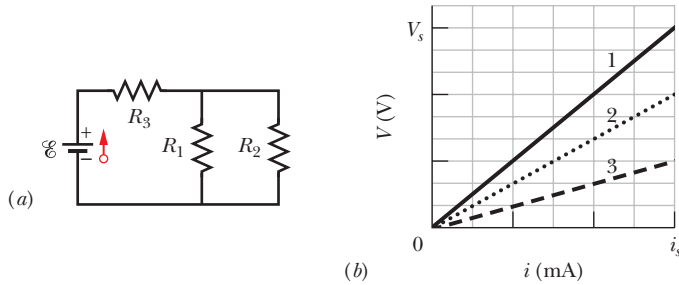 R₃
ℰ
+
−
R₁
R₂
(a)
V (V)
Vₛ
1
2
3
0
iₛ
i (mA)
(b)